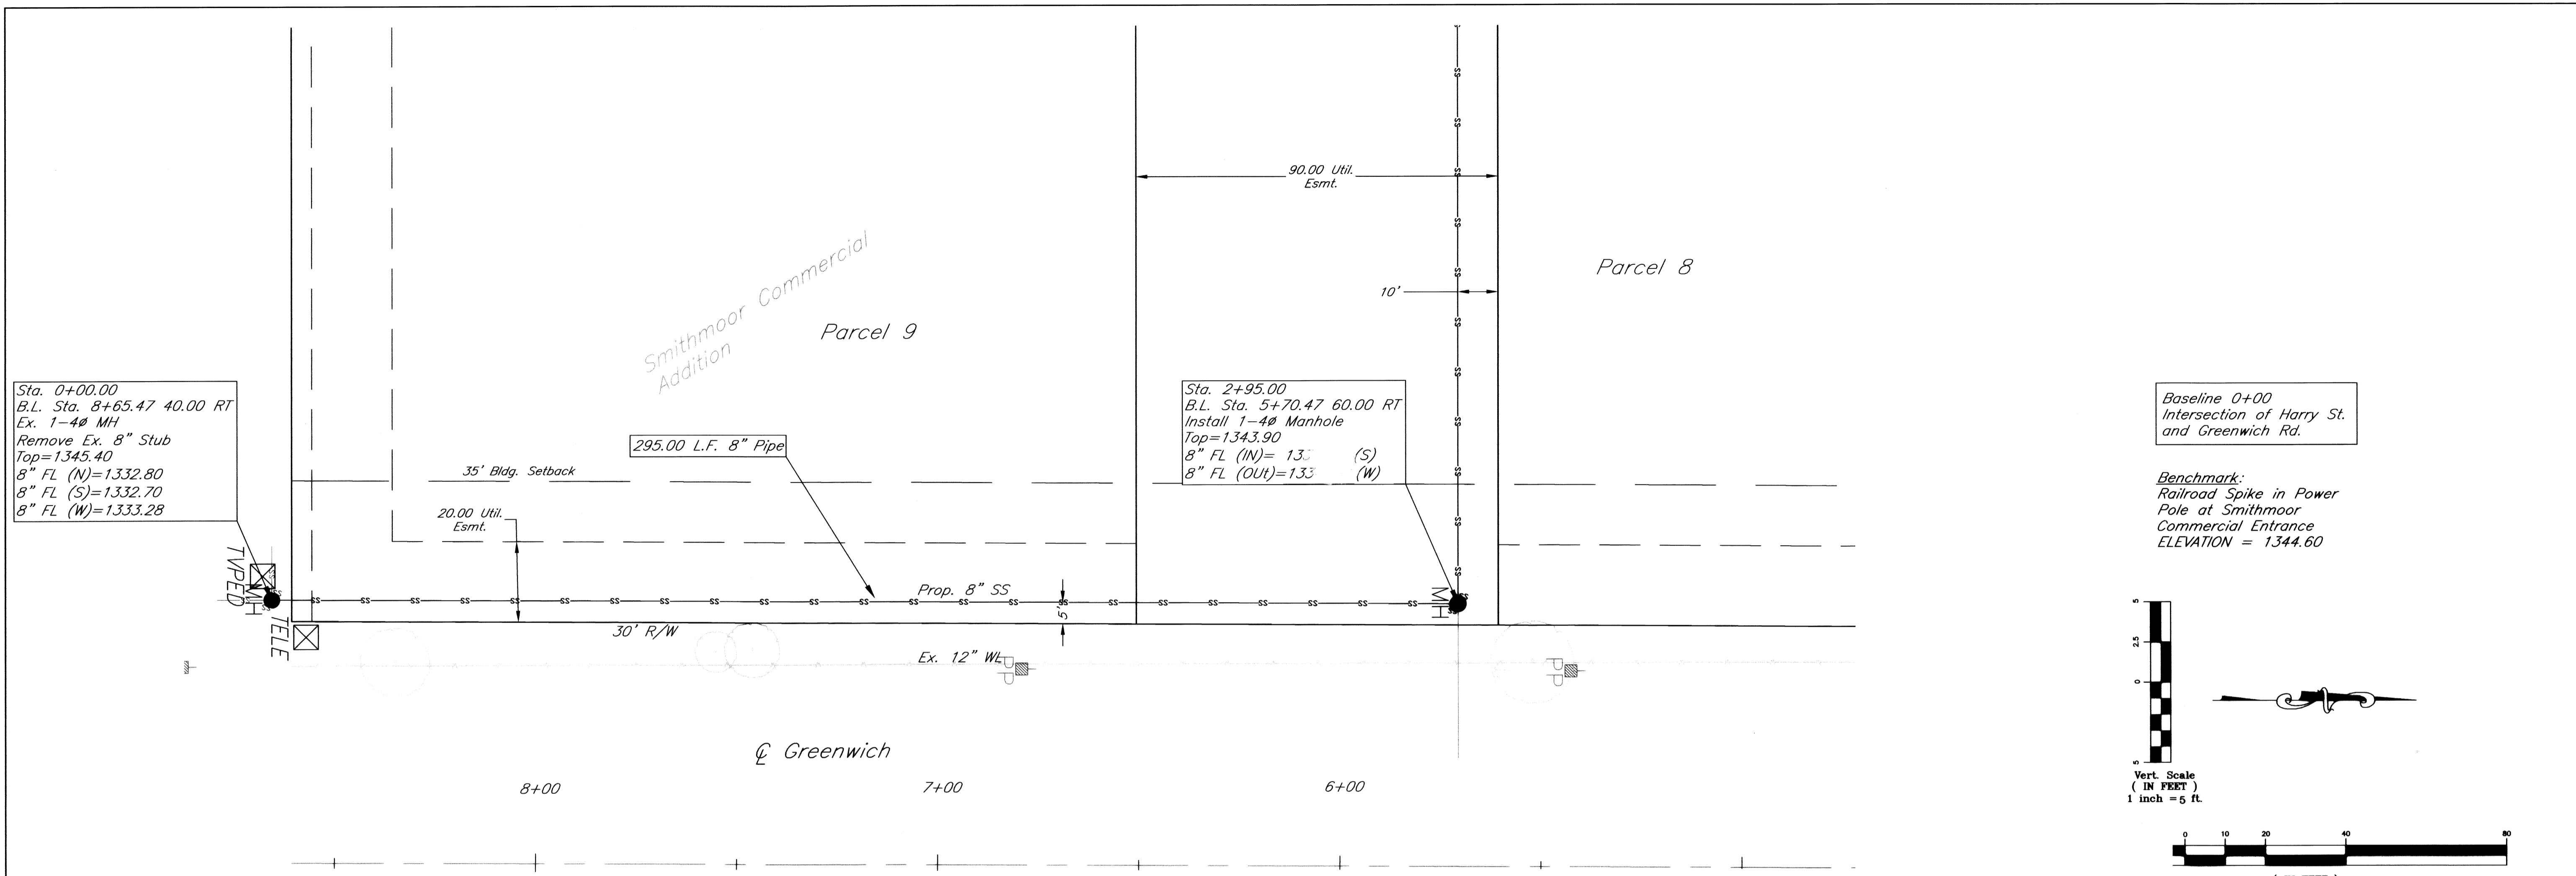 90.00 Util.
Esmt.
Parcel 8
10'
Smithmoor Commercial
Addition
Parcel 9
Sta. 0+00.00
B.L. Sta. 8+65.47 40.00 RT
Ex. 1-4ø MH
Remove Ex. 8" Stub
Top=1345.40
8" FL (N)=1332.80
8" FL (S)=1332.70
8" FL (W)=1333.28
295.00 L.F. 8" Pipe
35' Bldg. Setback
20.00 Util.
Esmt.
Sta. 2+95.00
B.L. Sta. 5+70.47 60.00 RT
Install 1-4ø Manhole
Top=1343.90
8" FL (IN)= (S)
8" FL (OUt)= (W)
Baseline 0+00
Intersection of Harry St.
and Greenwich Rd.
Benchmark:
Railroad Spike in Power
Pole at Smithmoor
Commercial Entrance
ELEVATION = 1344.60
TVPED
MH
TELE
Prop. 8" SS
5'
MH
30' R/W
Ex. 12" WL
PP
PP
℄ Greenwich
8+00
7+00
6+00
5
2.5
0
5
Vert. Scale
( IN FEET )
1 inch = 5 ft.
0 10 20 40 80